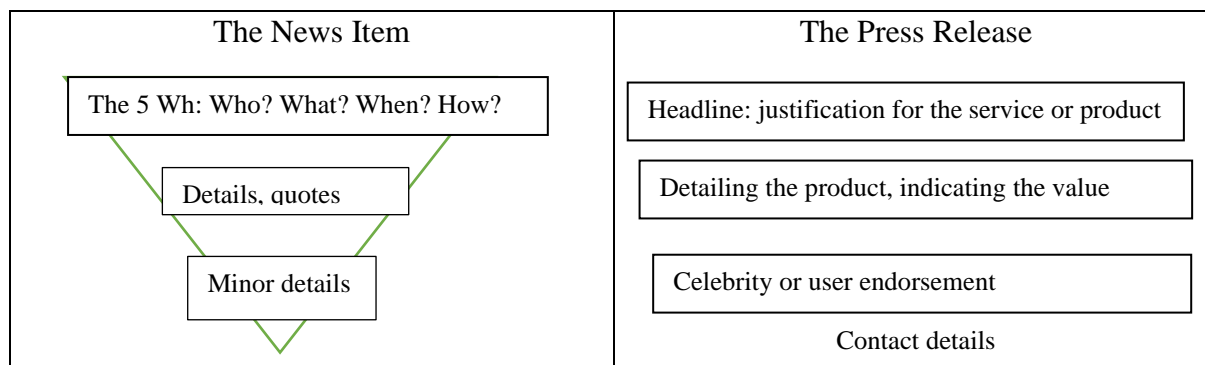 The News Item
The 5 Wh: Who? What? When? How?
Details, quotes
Minor details
The Press Release
Headline: justification for the service or product
Detailing the product, indicating the value
Celebrity or user endorsement
Contact details